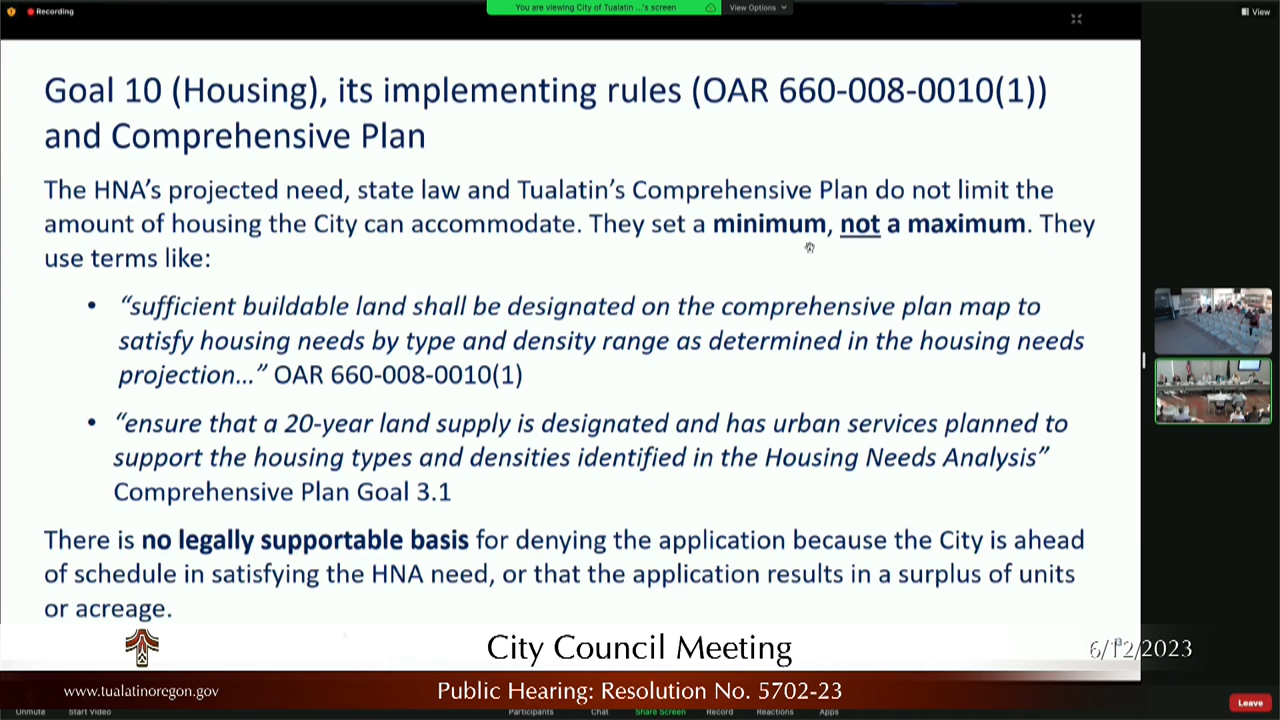 Recording
You are viewing City of Tualatin ...'s screen
View Options
View
Goal 10 (Housing), its implementing rules (OAR 660-008-0010(1))
and Comprehensive Plan
The HNA's projected need, state law and Tualatin's Comprehensive Plan do not limit the
amount of housing the City can accommodate. They set a minimum, not a maximum. They
use terms like:
• “sufficient buildable land shall be designated on the comprehensive plan map to
satisfy housing needs by type and density range as determined in the housing needs
projection...” OAR 660-008-0010(1)
• “ensure that a 20-year land supply is designated and has urban services planned to
support the housing types and densities identified in the Housing Needs Analysis”
Comprehensive Plan Goal 3.1
There is no legally supportable basis for denying the application because the City is ahead
of schedule in satisfying the HNA need, or that the application results in a surplus of units
or acreage.
City Council Meeting
6/12/2023
www.tualatinoregon.gov
Public Hearing: Resolution No. 5702-23
Unmute Start Video Participants Chat Share Screen Record Reactions Apps
Leave